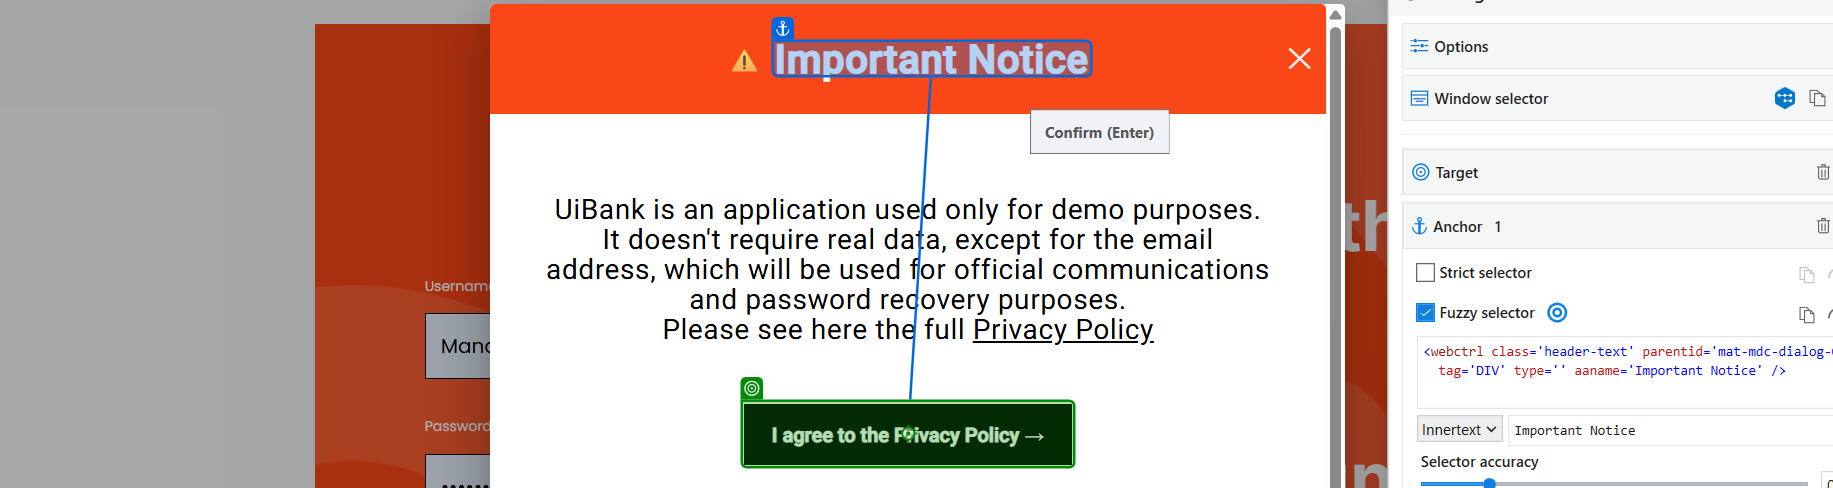 Important Notice
Confirm (Enter)
UiBank is an application used only for demo purposes.
It doesn't require real data, except for the email
address, which will be used for official communications
and password recovery purposes.
Please see here the full Privacy Policy
I agree to the Privacy Policy →
Username
Mano
Password
Options
Window selector
Target
Anchor 1
Strict selector
Fuzzy selector
<webctrl class='header-text' parentid='mat-mdc-dialog-
tag='DIV' type='' aaname='Important Notice' />
Innertext Important Notice
Selector accuracy